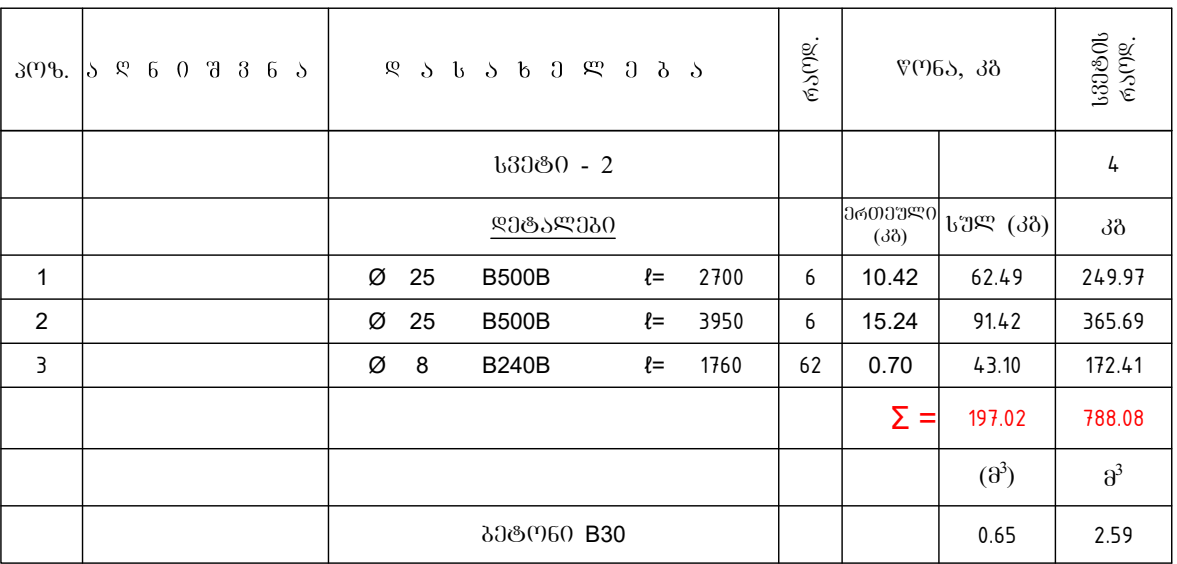 პოზ. ა ღ ნ ი შ ვ ნ ა დ ა ს ა ხ ე ლ ე ბ ა რაოდ. წონა, კგ სვეტის რაოდ.
სვეტი - 2 4
დეტალები ერთეული (კგ) სულ (კგ) კგ
1 Ø 25 B500B ℓ= 2700 6 10.42 62.49 249.97
2 Ø 25 B500B ℓ= 3950 6 15.24 91.42 365.69
3 Ø 8 B240B ℓ= 1760 62 0.70 43.10 172.41
Σ = 197.02 788.08
(მ³) მ³
ბეტონი B30 0.65 2.59